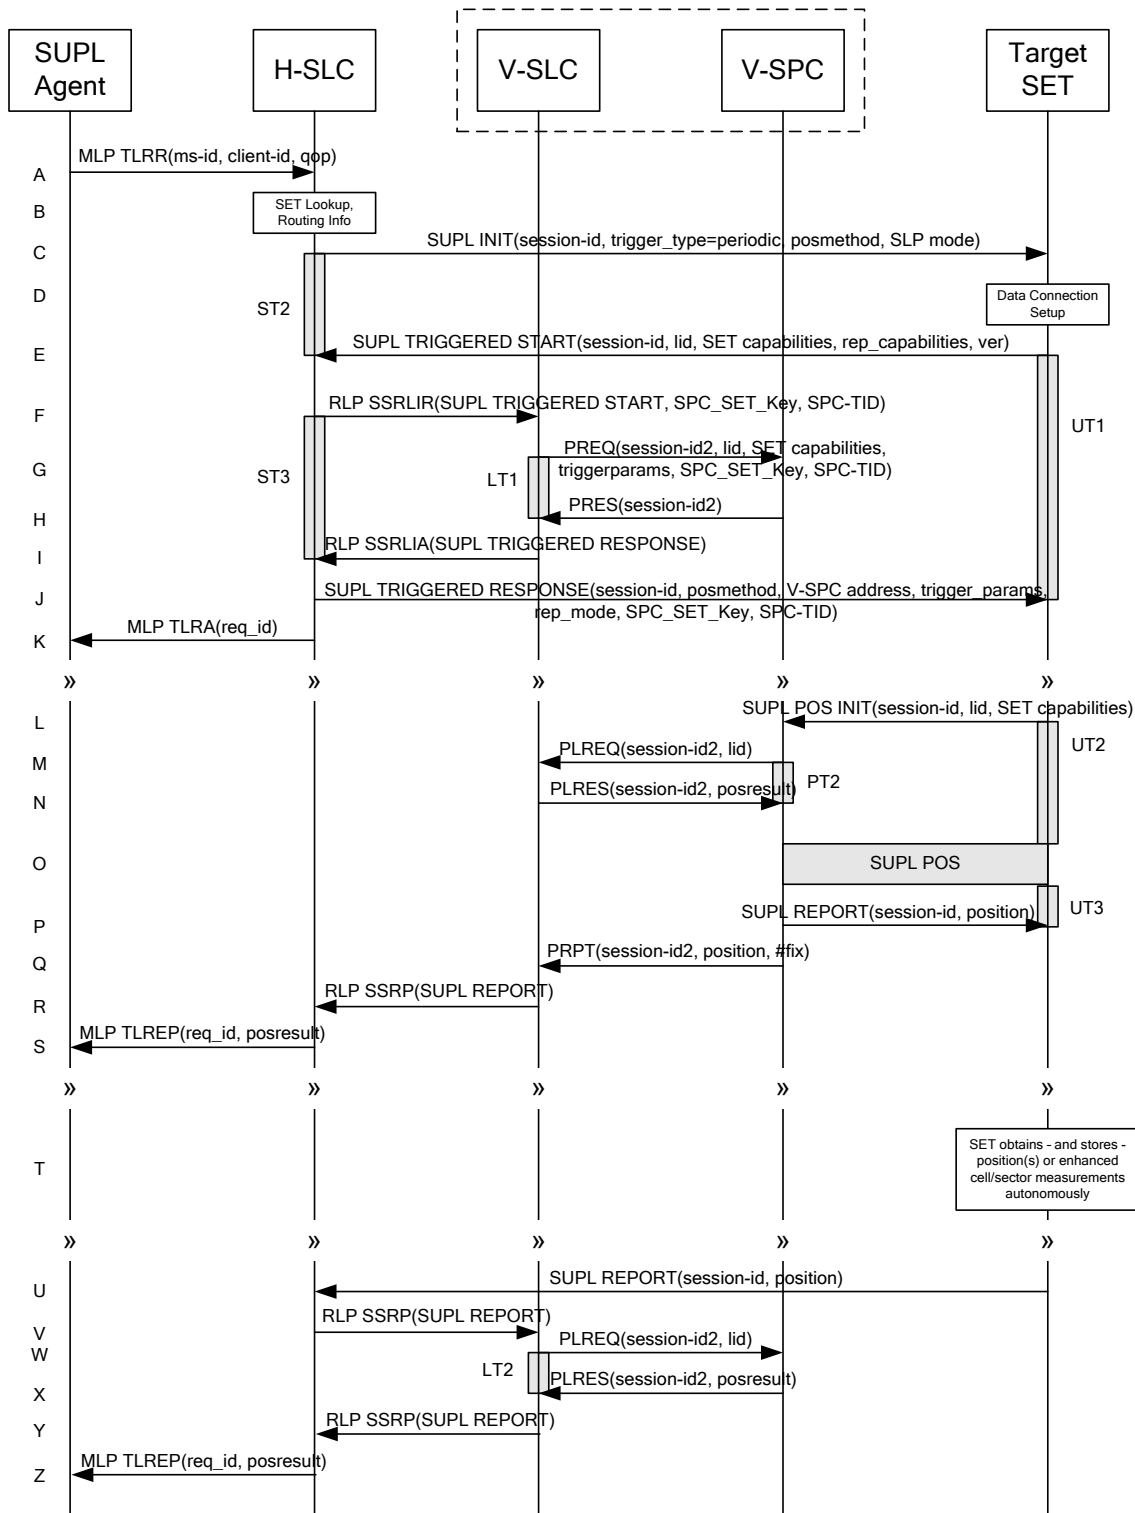 SUPL
Agent
H-SLC
V-SLC
V-SPC
Target
SET
A
MLP TLRR(ms-id, client-id, qop)
B
SET Lookup,
Routing Info
C
SUPL INIT(session-id, trigger_type=periodic, posmethod, SLP mode)
D
ST2
Data Connection
Setup
E
SUPL TRIGGERED START(session-id, lid, SET capabilities, rep_capabilities, ver)
F
RLP SSRLIR(SUPL TRIGGERED START, SPC_SET_Key, SPC-TID)
UT1
G
ST3
LT1
PREQ(session-id2, lid, SET capabilities,
triggerparams, SPC_SET_Key, SPC-TID)
H
PRES(session-id2)
I
RLP SSRLIA(SUPL TRIGGERED RESPONSE)
J
SUPL TRIGGERED RESPONSE(session-id, posmethod, V-SPC address, trigger_params,
rep_mode, SPC_SET_Key, SPC-TID)
K
MLP TLRA(req_id)
» » » » »
L
SUPL POS INIT(session-id, lid, SET capabilities)
M
PLREQ(session-id2, lid)
UT2
N
PLRES(session-id2, posresult)
PT2
O
SUPL POS
P
SUPL REPORT(session-id, position)
UT3
Q
PRPT(session-id2, position, #fix)
R
RLP SSRP(SUPL REPORT)
S
MLP TLREP(req_id, posresult)
» » » » »
T
SET obtains - and stores -
position(s) or enhanced
cell/sector measurements
autonomously
» » » » »
U
SUPL REPORT(session-id, position)
V
RLP SSRP(SUPL REPORT)
W
PLREQ(session-id2, lid)
LT2
X
PLRES(session-id2, posresult)
Y
RLP SSRP(SUPL REPORT)
Z
MLP TLREP(req_id, posresult)